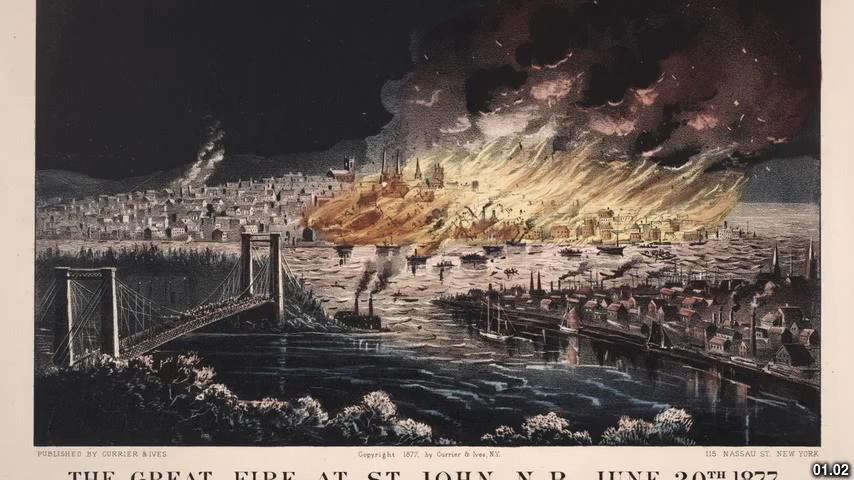 PUBLISHED BY CURRIER & IVES. Copyright 1877, by Currier & Ives, N.Y. 115 NASSAU ST. NEW YORK
THE GREAT FIRE AT ST. JOHN, N.B. JUNE 20TH 1877.
01.02